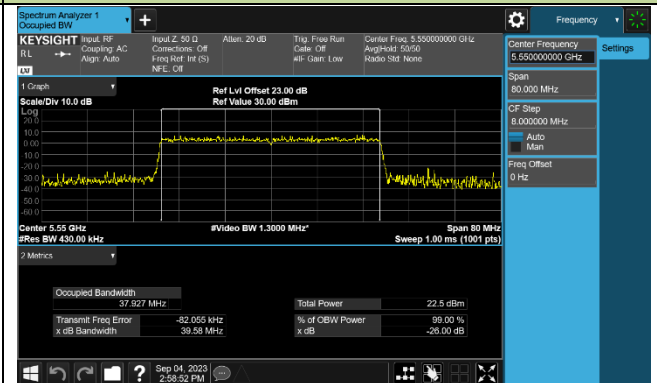 Spectrum Analyzer 1
Occupied BW
Frequency
KEYSIGHT
RL
LXI
Input: RF
Coupling: AC
Align: Auto
Input Z: 50 Ω
Corrections: Off
Freq Ref: Int (S)
NFE: Off
Atten: 20 dB
Trig: Free Run
Gate: Off
#IF Gain: Low
Center Freq: 5.550000000 GHz
Avg|Hold: 50/50
Radio Std: None
Center Frequency
5.550000000 GHz
Settings
Span
80.000 MHz
CF Step
8.000000 MHz
Auto
Man
Freq Offset
0 Hz
1 Graph
Scale/Div 10.0 dB
Ref Lvl Offset 23.00 dB
Ref Value 30.00 dBm
Log
20.0
10.0
0.00
-10.0
-20.0
-30.0
-40.0
-50.0
-60.0
Center 5.55 GHz
#Res BW 430.00 kHz
#Video BW 1.3000 MHz*
Span 80 MHz
Sweep 1.00 ms (1001 pts)
2 Metrics
Occupied Bandwidth
37.927 MHz
Total Power 22.5 dBm
Transmit Freq Error -82.055 kHz
% of OBW Power 99.00 %
x dB Bandwidth 39.58 MHz
x dB -26.00 dB
Sep 04, 2023
2:58:52 PM